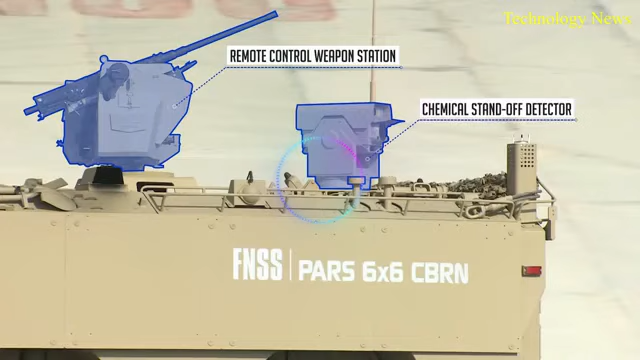 Technology News
REMOTE CONTROL WEAPON STATION
CHEMICAL STAND-OFF DETECTOR
FNSS | PARS 6x6 CBRN